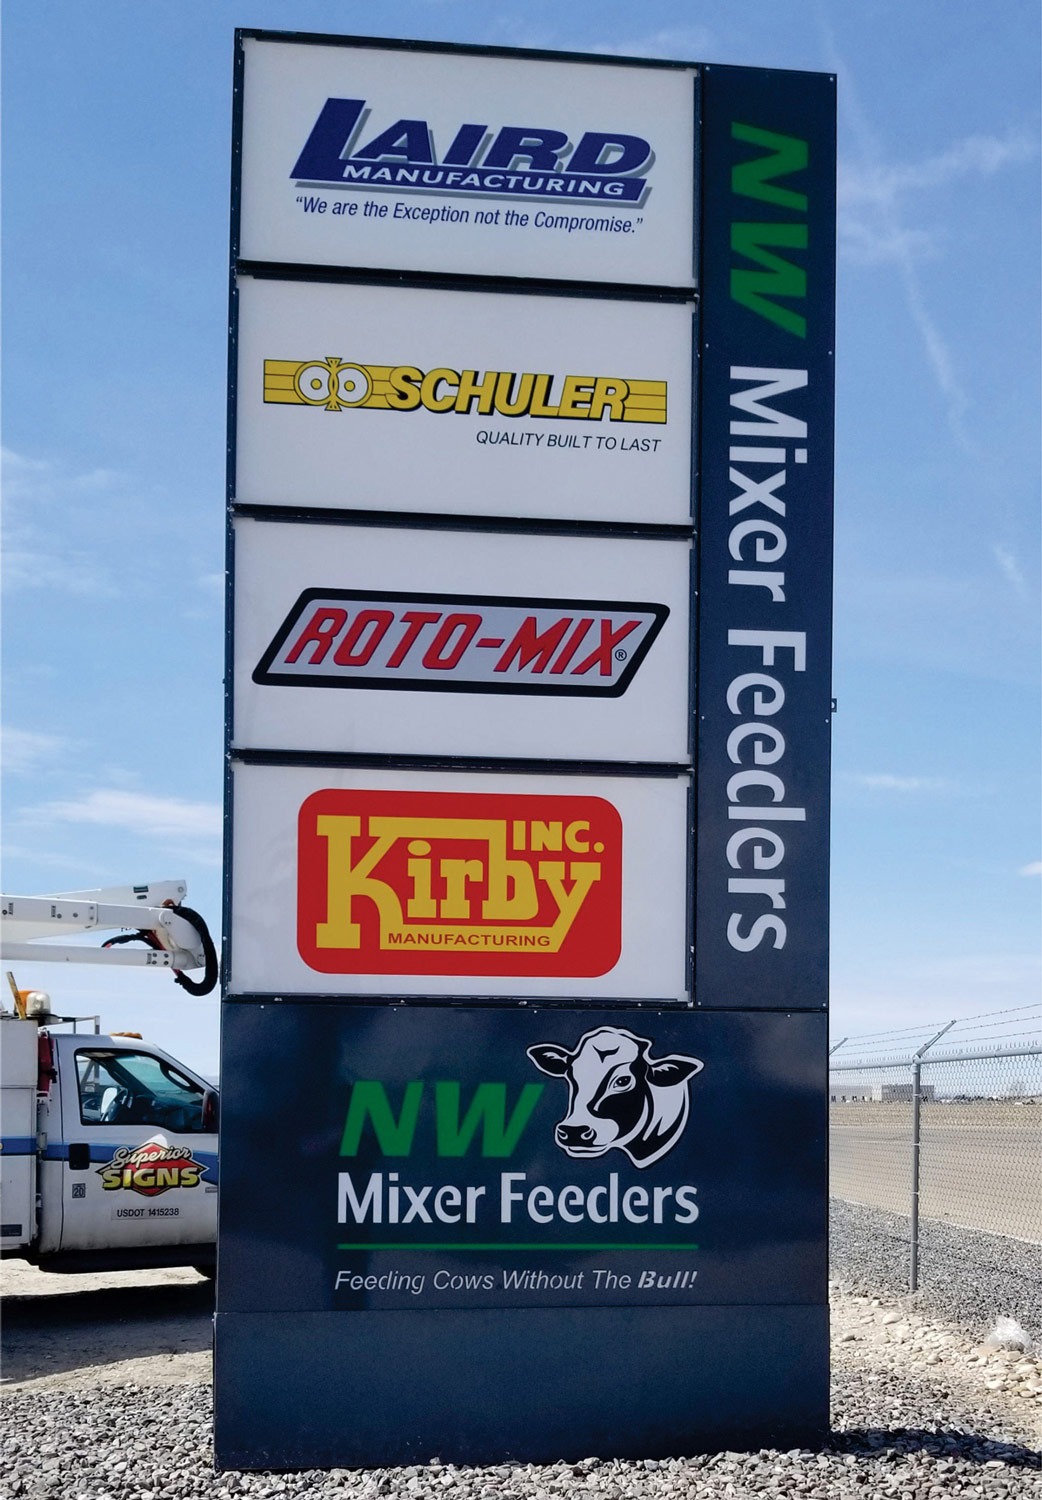 LAIRD
MANUFACTURING
“We are the Exception not the Compromise.”
SCHULER
QUALITY BUILT TO LAST
ROTO-MIX®
Kirby INC.
MANUFACTURING
NW Mixer Feeders
NW
Mixer Feeders
Feeding Cows Without The Bull!
Superior
SIGNS
20
USDOT 1415238